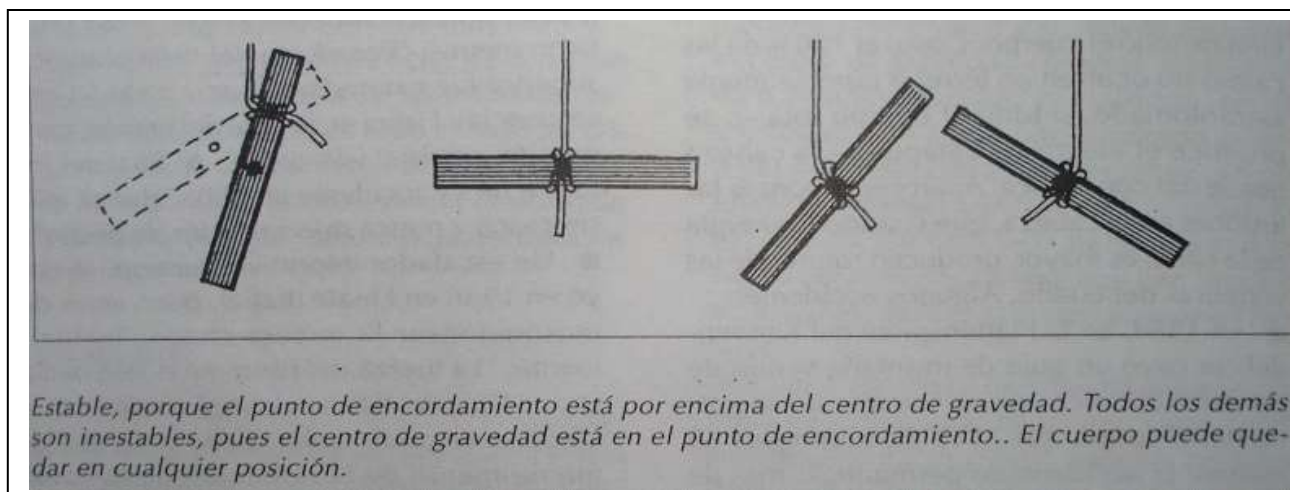 Estable, porque el punto de encordamiento está por encima del centro de gravedad. Todos los demás
son inestables, pues el centro de gravedad está en el punto de encordamiento.. El cuerpo puede que-
dar en cualquier posición.